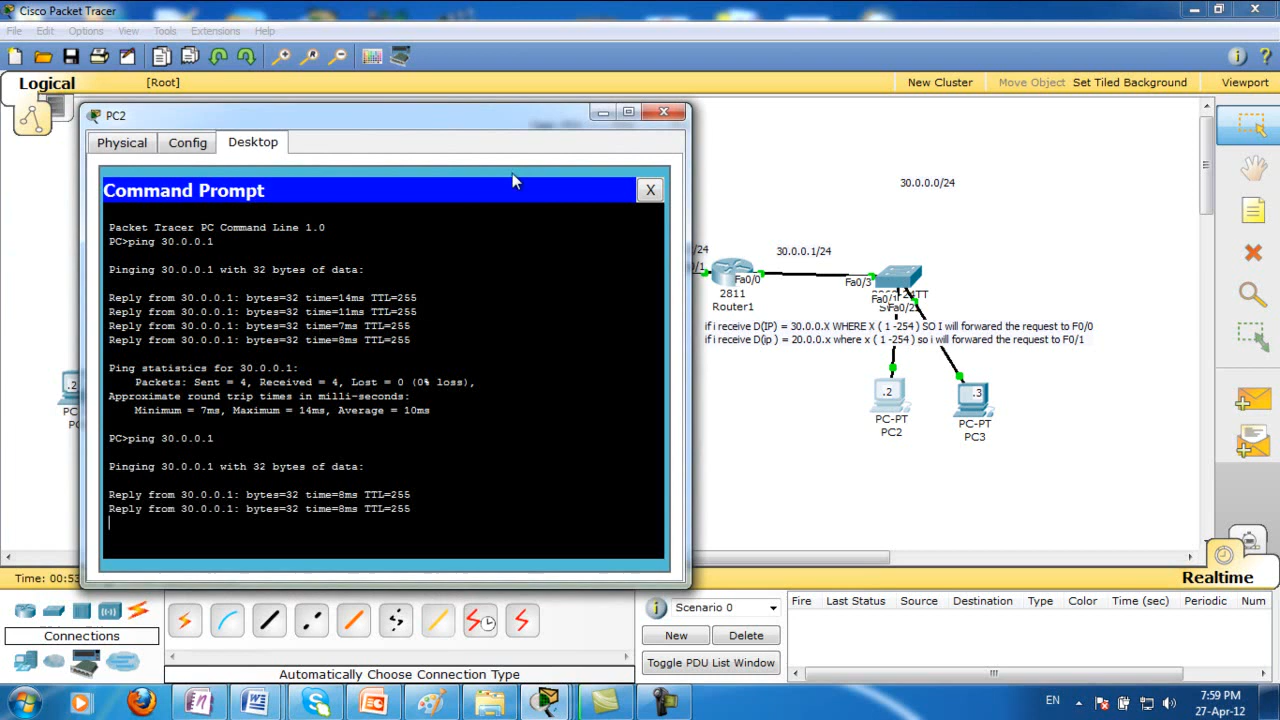 Cisco Packet Tracer
File Edit Options View Tools Extensions Help
Logical [Root] New Cluster Move Object Set Tiled Background Viewport
PC2
Physical Config Desktop
Command Prompt X
Packet Tracer PC Command Line 1.0
PC>ping 30.0.0.1
Pinging 30.0.0.1 with 32 bytes of data:
Reply from 30.0.0.1: bytes=32 time=14ms TTL=255
Reply from 30.0.0.1: bytes=32 time=11ms TTL=255
Reply from 30.0.0.1: bytes=32 time=7ms TTL=255
Reply from 30.0.0.1: bytes=32 time=8ms TTL=255
Ping statistics for 30.0.0.1:
Packets: Sent = 4, Received = 4, Lost = 0 (0% loss),
Approximate round trip times in milli-seconds:
Minimum = 7ms, Maximum = 14ms, Average = 10ms
PC>ping 30.0.0.1
Pinging 30.0.0.1 with 32 bytes of data:
Reply from 30.0.0.1: bytes=32 time=8ms TTL=255
Reply from 30.0.0.1: bytes=32 time=8ms TTL=255
30.0.0.0/24
/24
30.0.0.1/24
0/1
Fa0/0
Fa0/3
2811
Router1
Fa0/1
Fa0/2
if i receive D(IP) = 30.0.0.X WHERE X ( 1 -254 ) SO I will forwarded the request to F0/0
if i receive D(ip ) = 20.0.0.x where x ( 1 -254 ) so i will forwarded the request to F0/1
.2
PC
.2
PC-PT
PC2
.3
PC-PT
PC3
Time: 00:53
Realtime
Connections
Automatically Choose Connection Type
Scenario 0
New Delete
Toggle PDU List Window
Fire Last Status Source Destination Type Color Time (sec) Periodic Num
EN
7:59 PM
27-Apr-12